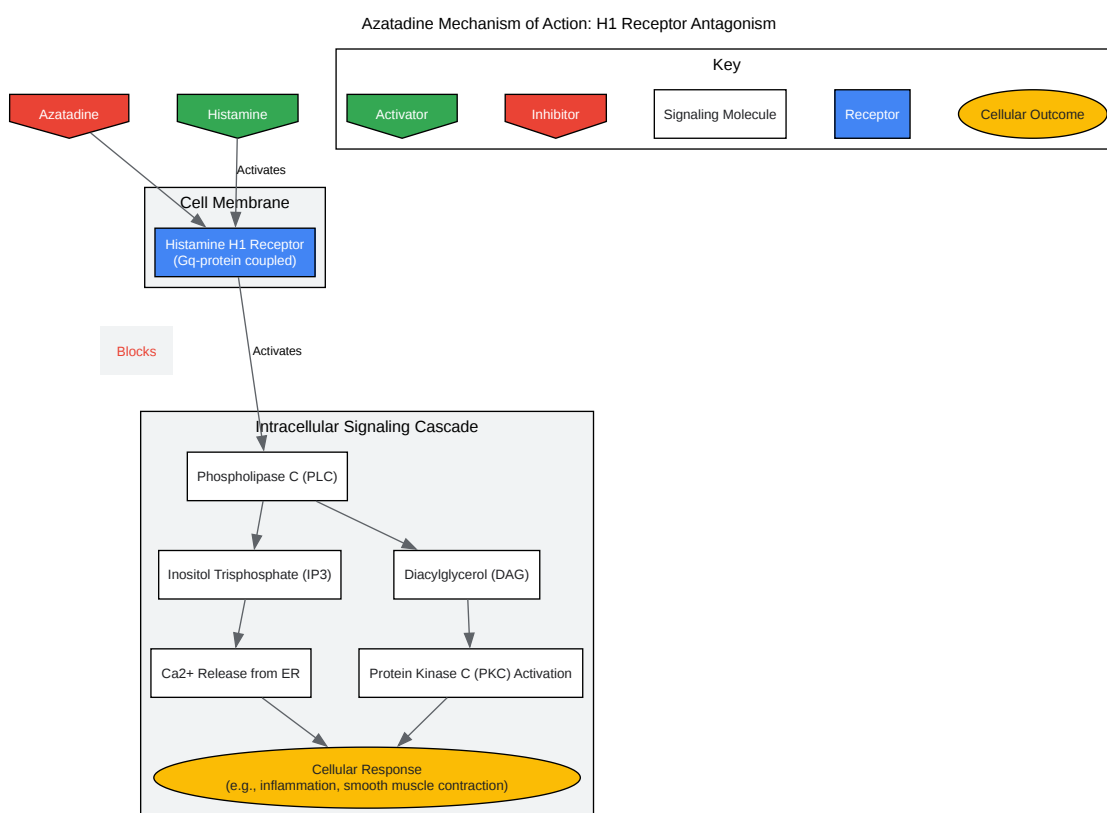 Azatadine Mechanism of Action: H1 Receptor Antagonism
Key
Azatadine
Histamine
Activator
Inhibitor
Signaling Molecule
Receptor
Cellular Outcome
Activates
Cell Membrane
Histamine H1 Receptor
(Gq-protein coupled)
Blocks
Activates
Intracellular Signaling Cascade
Phospholipase C (PLC)
Inositol Trisphosphate (IP3)
Diacylglycerol (DAG)
Ca2+ Release from ER
Protein Kinase C (PKC) Activation
Cellular Response
(e.g., inflammation, smooth muscle contraction)